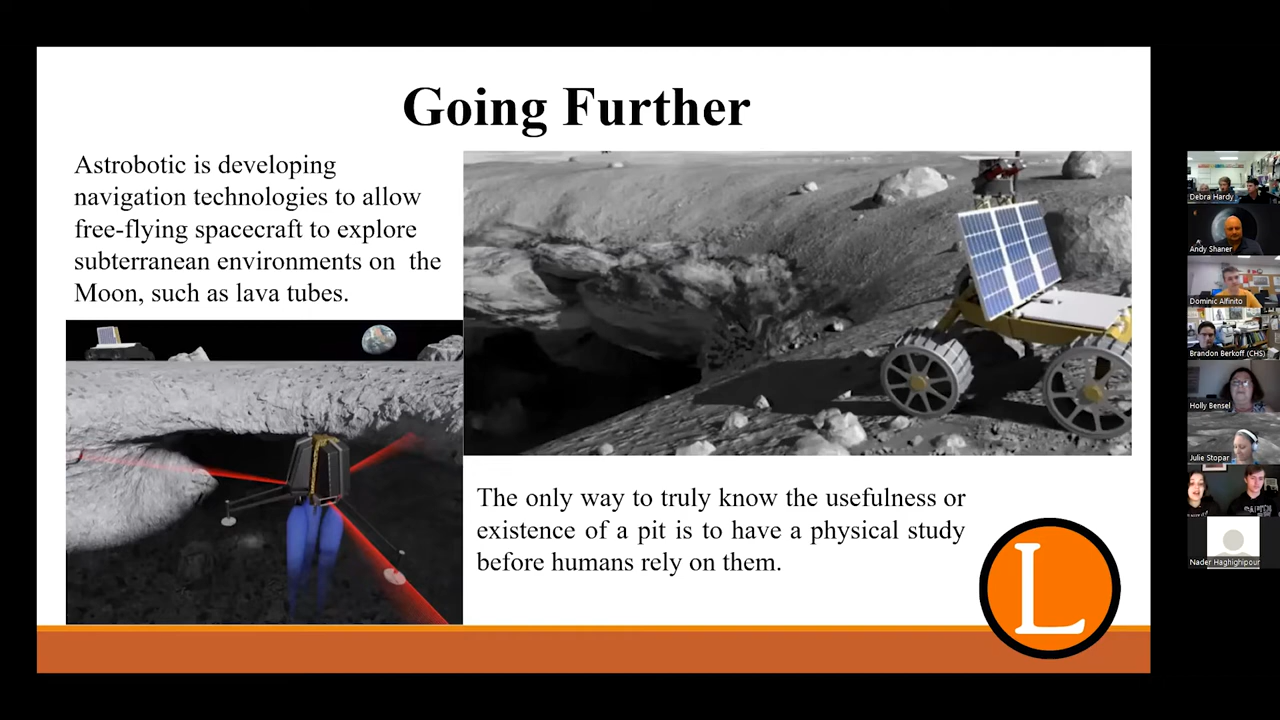 Going Further
Astrobotic is developing
navigation technologies to allow
free-flying spacecraft to explore
subterranean environments on the
Moon, such as lava tubes.
The only way to truly know the usefulness or
existence of a pit is to have a physical study
before humans rely on them.
L
Debra Hardy
Andy Shaner
Dominic Alfinito
Brandon Berkoff (CHS)
Holly Bensel
Julie Stopar
Nader Haghighipour